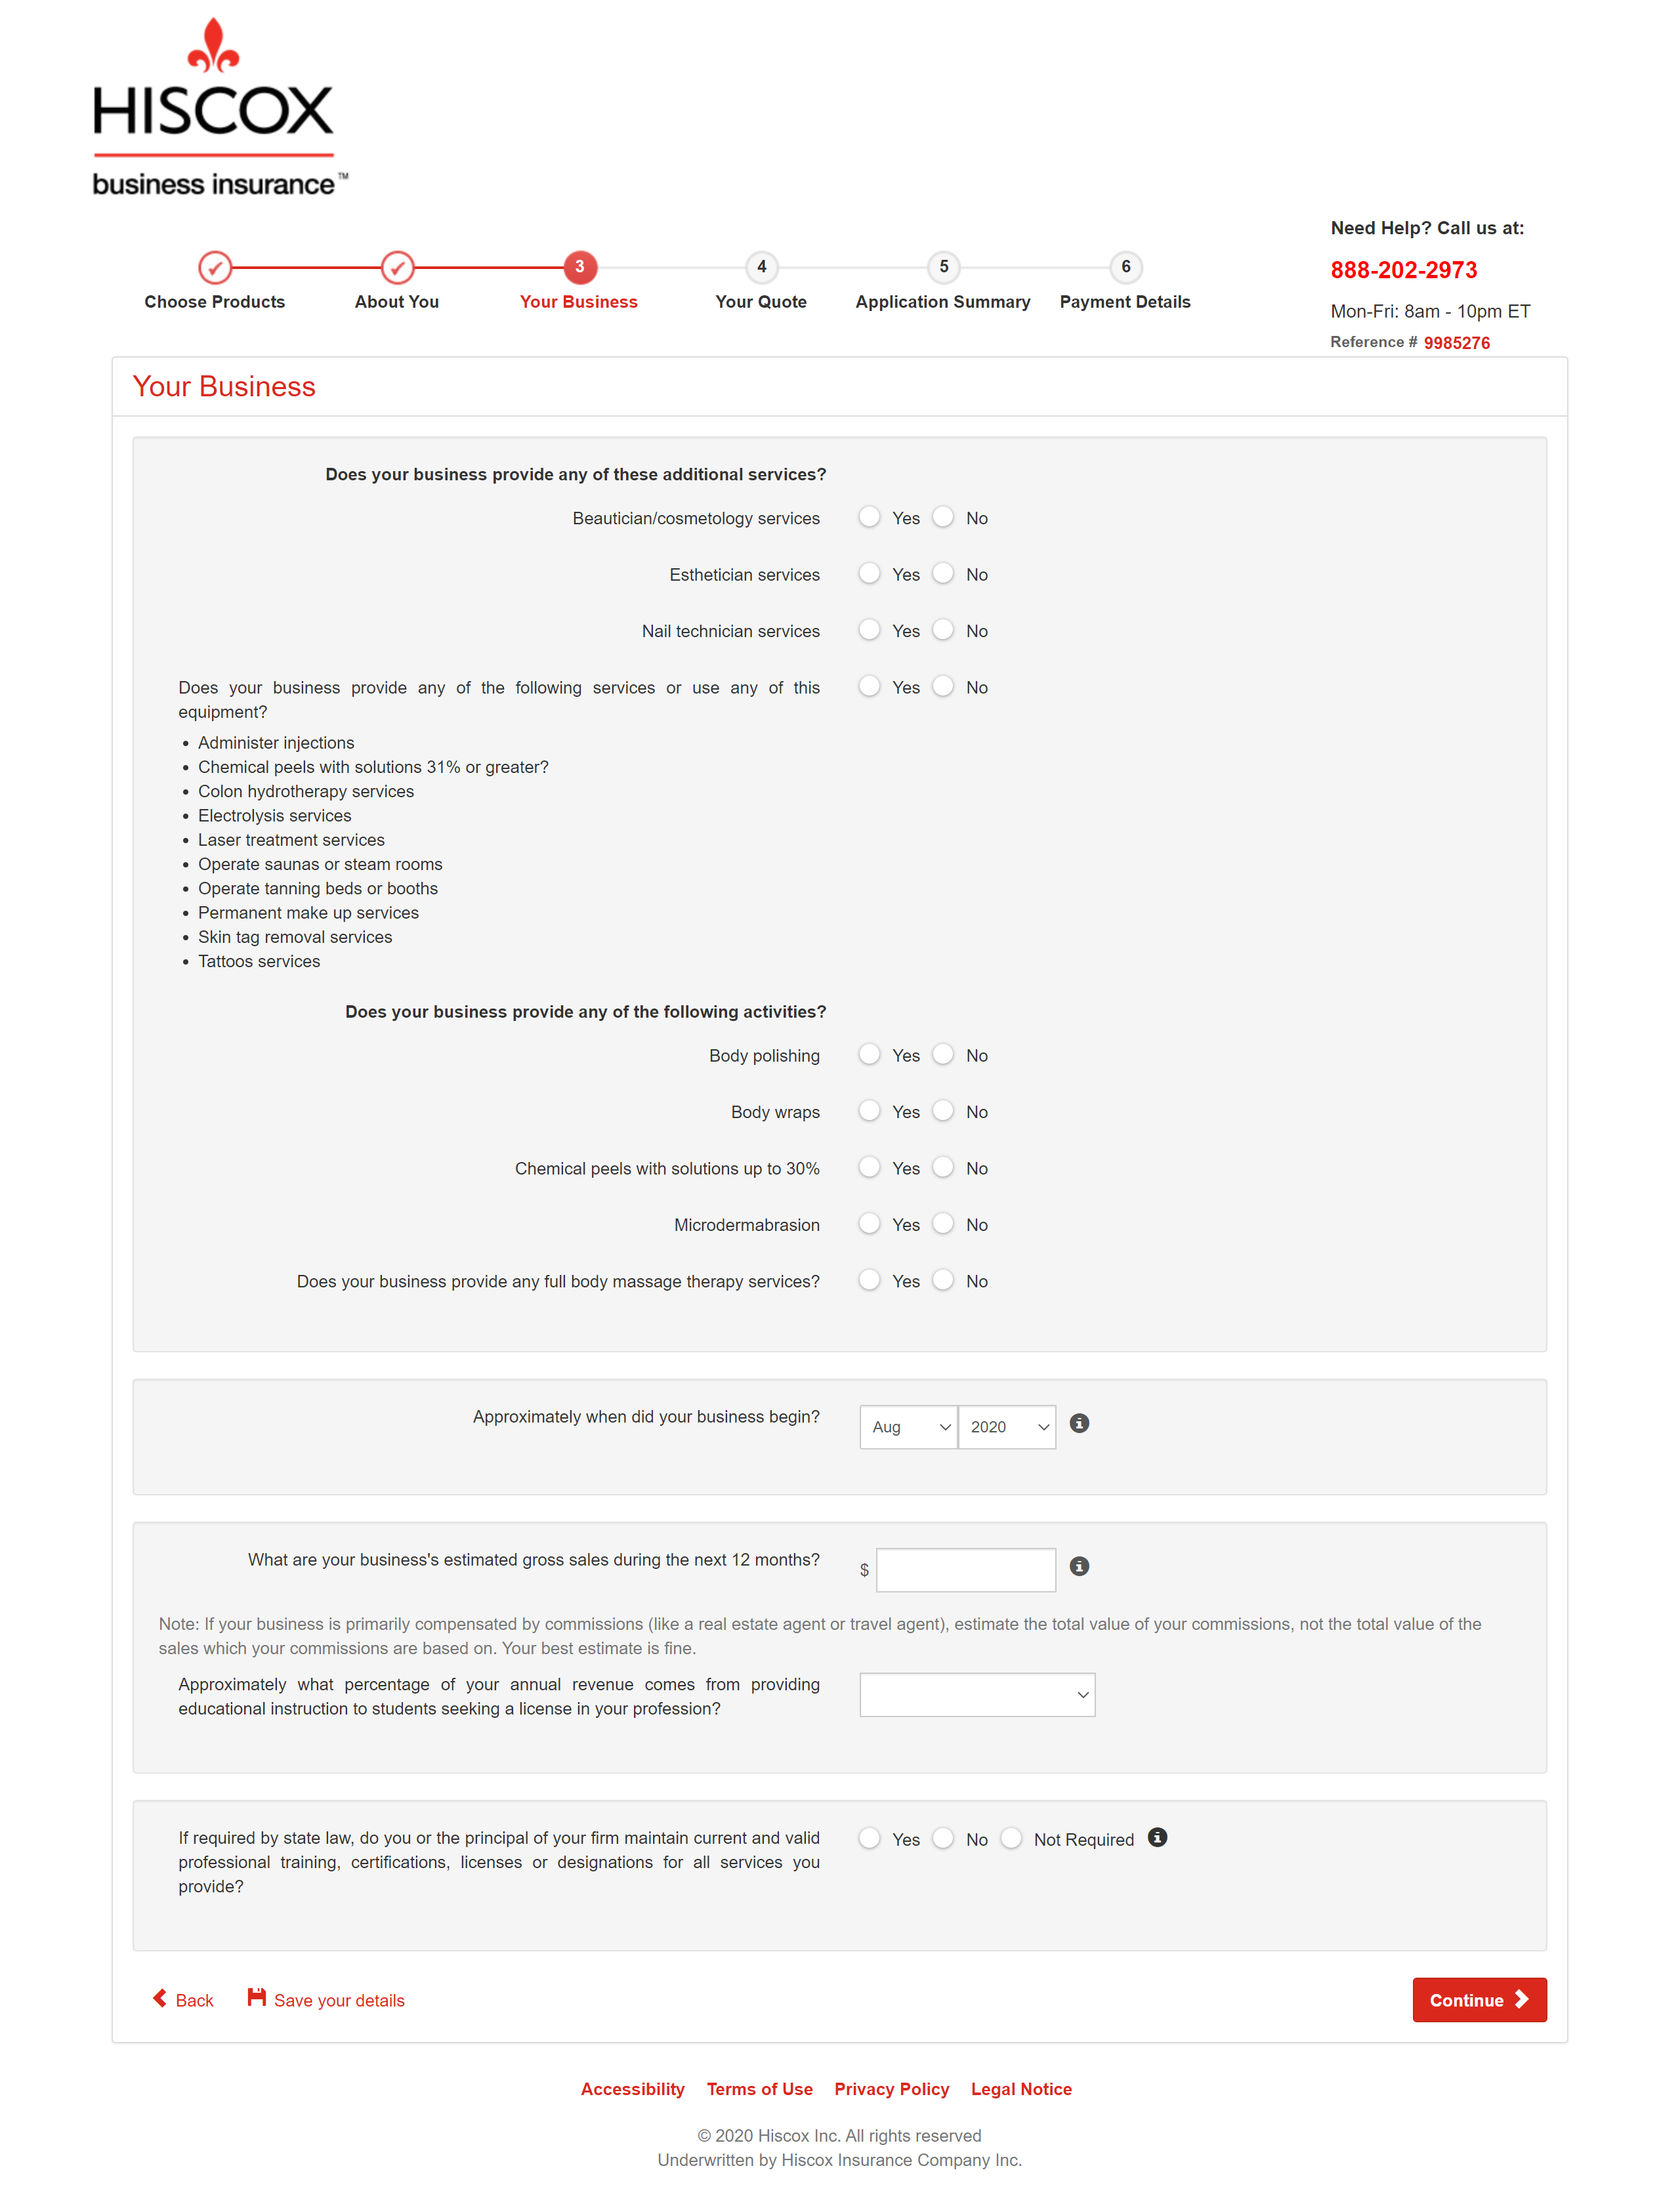 HISCOX
business insurance™
Need Help? Call us at:
888-202-2973
Mon-Fri: 8am - 10pm ET
Reference # 9985276
3
4
5
6
Choose Products
About You
Your Business
Your Quote
Application Summary
Payment Details
Your Business
Does your business provide any of these additional services?
Beautician/cosmetology services Yes No
Esthetician services Yes No
Nail technician services Yes No
Does your business provide any of the following services or use any of this Yes No
equipment?
• Administer injections
• Chemical peels with solutions 31% or greater?
• Colon hydrotherapy services
• Electrolysis services
• Laser treatment services
• Operate saunas or steam rooms
• Operate tanning beds or booths
• Permanent make up services
• Skin tag removal services
• Tattoos services
Does your business provide any of the following activities?
Body polishing Yes No
Body wraps Yes No
Chemical peels with solutions up to 30% Yes No
Microdermabrasion Yes No
Does your business provide any full body massage therapy services? Yes No
Approximately when did your business begin? Aug 2020
What are your business's estimated gross sales during the next 12 months? $
Note: If your business is primarily compensated by commissions (like a real estate agent or travel agent), estimate the total value of your commissions, not the total value of the
sales which your commissions are based on. Your best estimate is fine.
Approximately what percentage of your annual revenue comes from providing
educational instruction to students seeking a license in your profession?
If required by state law, do you or the principal of your firm maintain current and valid Yes No Not Required
professional training, certifications, licenses or designations for all services you
provide?
Back Save your details Continue
Accessibility Terms of Use Privacy Policy Legal Notice
© 2020 Hiscox Inc. All rights reserved
Underwritten by Hiscox Insurance Company Inc.